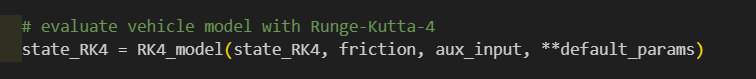 # evaluate vehicle model with Runge-Kutta-4
state_RK4 = RK4_model(state_RK4, friction, aux_input, **default_params)